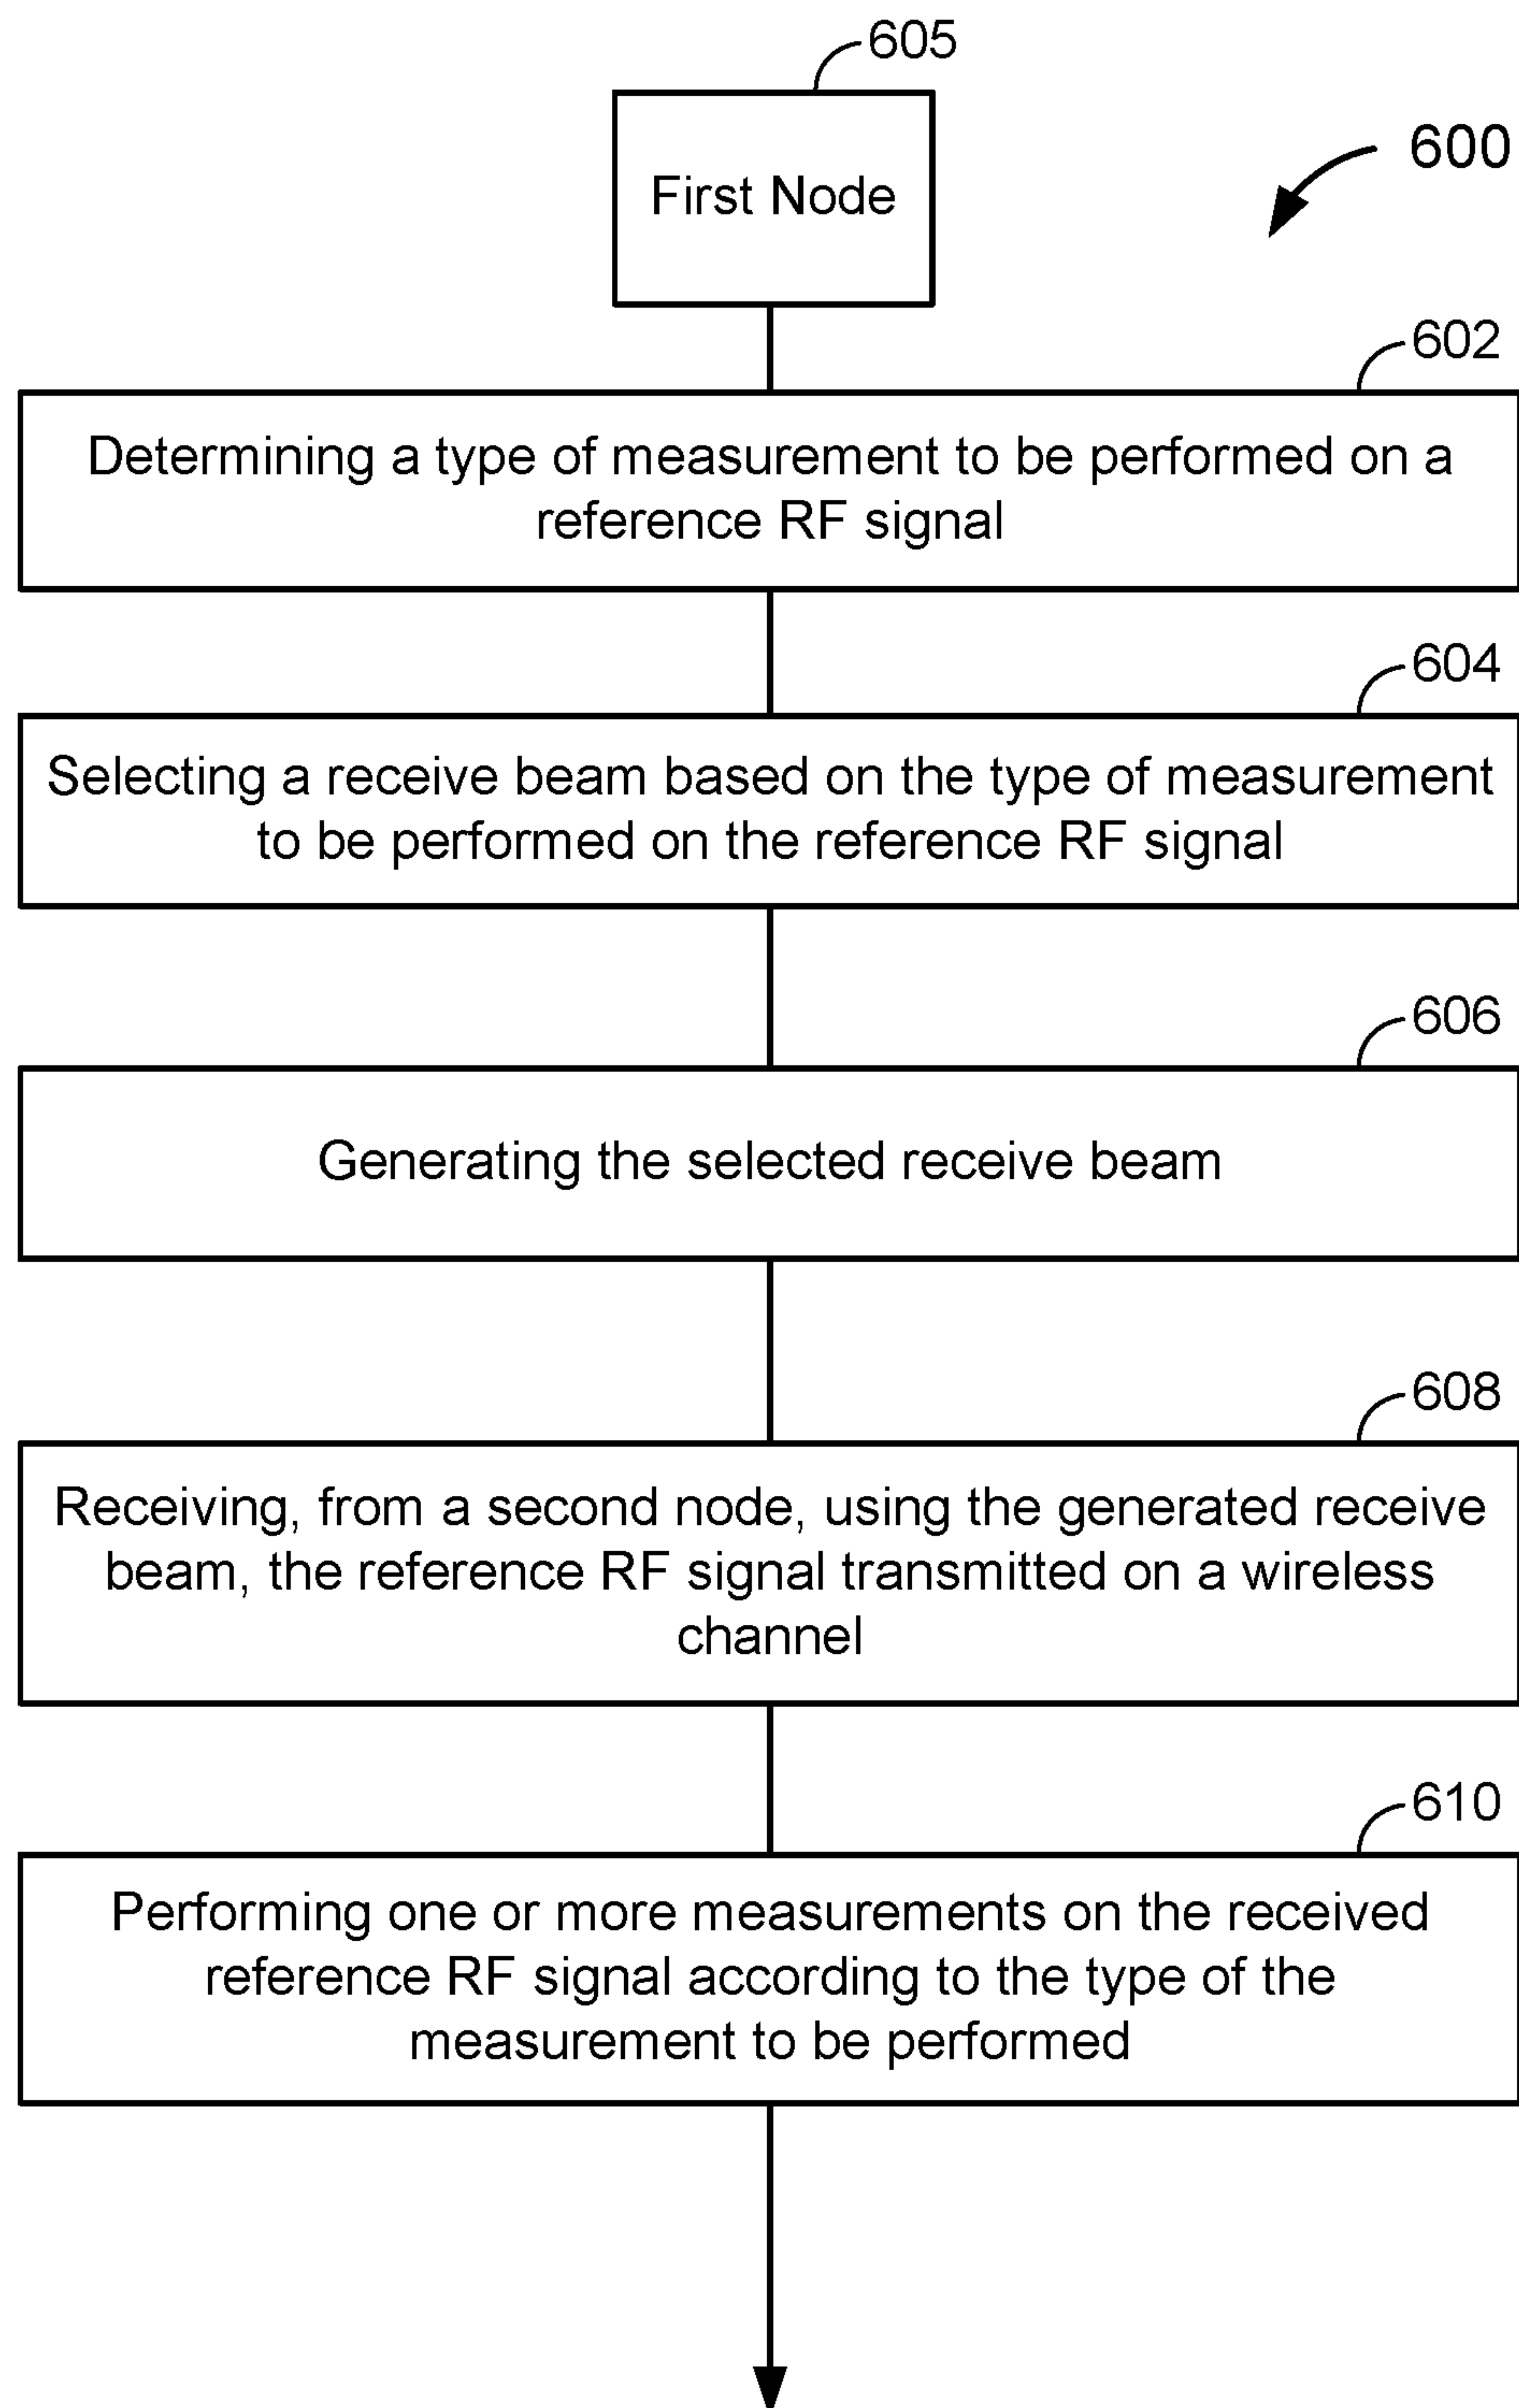 605
First Node
600
602
Determining a type of measurement to be performed on a
reference RF signal
604
Selecting a receive beam based on the type of measurement
to be performed on the reference RF signal
606
Generating the selected receive beam
608
Receiving, from a second node, using the generated receive
beam, the reference RF signal transmitted on a wireless
channel
610
Performing one or more measurements on the received
reference RF signal according to the type of the
measurement to be performed